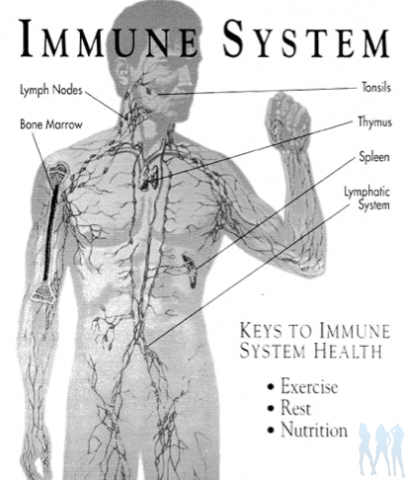 IMMUNE SYSTEM
Lymph Nodes
Tonsils
Bone Marrow
Thymus
Spleen
Lymphatic
System
KEYS TO IMMUNE
SYSTEM HEALTH
• Exercise
• Rest
• Nutrition